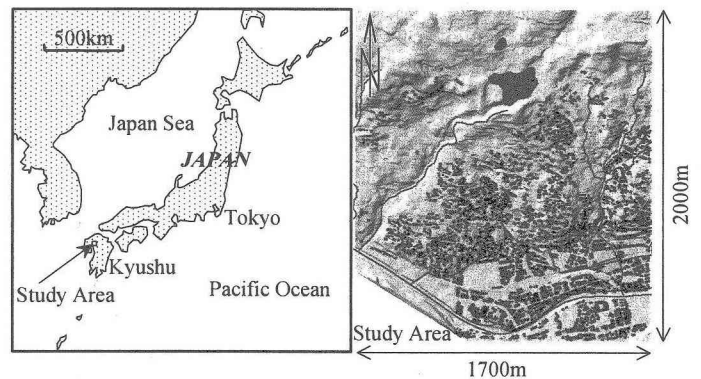 500km
Japan Sea
JAPAN
Tokyo
Kyushu
Study Area
Pacific Ocean
N
Study Area
2000m
1700m